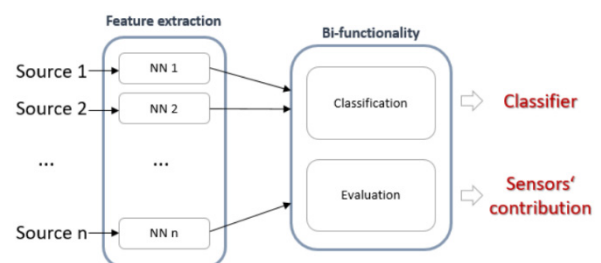 Feature extraction
Bi-functionality
Source 1
NN 1
Source 2
NN 2
...
...
Source n
NN n
Classification
Evaluation
Classifier
Sensors‘
contribution